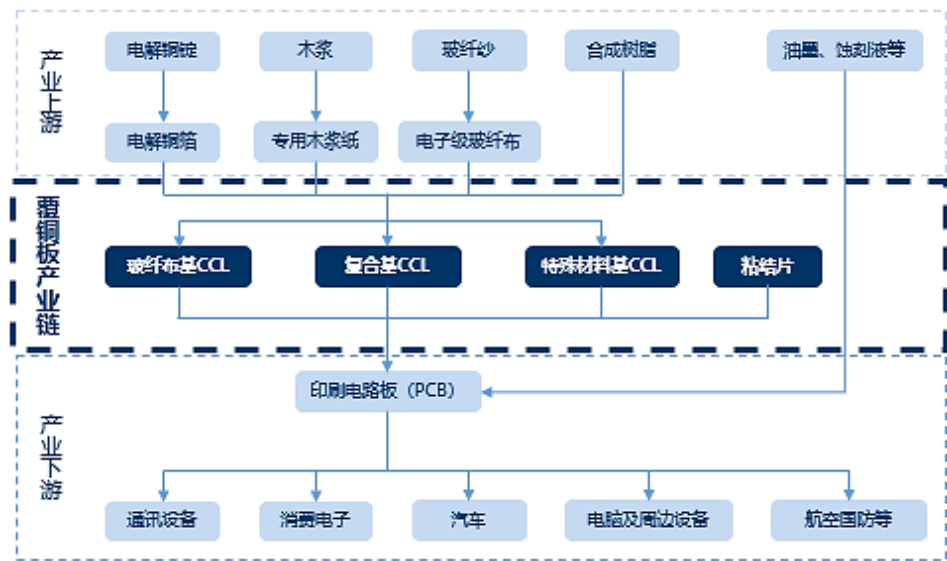 产业上游
电解铜锭
木浆
玻纤纱
合成树脂
油墨、蚀刻液等
电解铜箔
专用木浆纸
电子级玻纤布
覆铜板产业链
玻纤布基CCL
复合基CCL
特殊材料基CCL
粘结片
产业下游
印刷电路板（PCB）
通讯设备
消费电子
汽车
电脑及周边设备
航空国防等